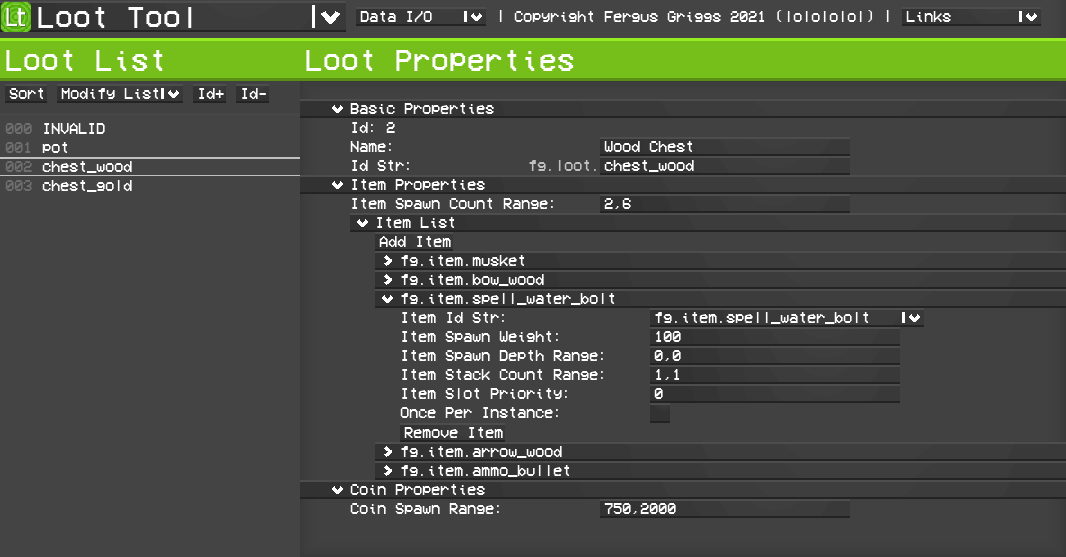 Lt Loot Tool Data I/O | Copyright Fergus Griggs 2021 (lolololol) | Links
Loot List Loot Properties
Sort Modify List Id+ Id-
Basic Properties
000 INVALID
Id: 2
001 pot
Name: Wood Chest
002 chest_wood
Id Str: fg.loot. chest_wood
003 chest_gold
Item Properties
Item Spawn Count Range: 2,6
Item List
Add Item
fg.item.musket
fg.item.bow_wood
fg.item.spell_water_bolt
Item Id Str: fg.item.spell_water_bolt
Item Spawn Weight: 100
Item Spawn Depth Range: 0,0
Item Stack Count Range: 1,1
Item Slot Priority: 0
Once Per Instance:
Remove Item
fg.item.arrow_wood
fg.item.ammo_bullet
Coin Properties
Coin Spawn Range: 750,2000